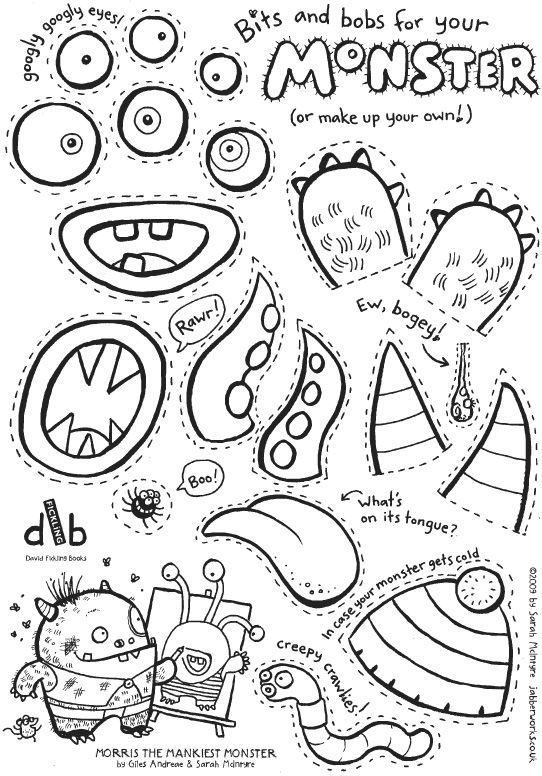 googly googly eyes!
Bits and bobs for your
MONSTER
(or make up your own!)
Rawr!
Ew, bogey!
Boo!
What's
on its tongue?
FICKLING
db
David Fickling Books
In case your monster gets cold
creepy crawlies!
MORRIS THE MANKIEST MONSTER
by Giles Andreae & Sarah McIntyre
©2009 by Sarah McIntyre jabberworks.co.uk